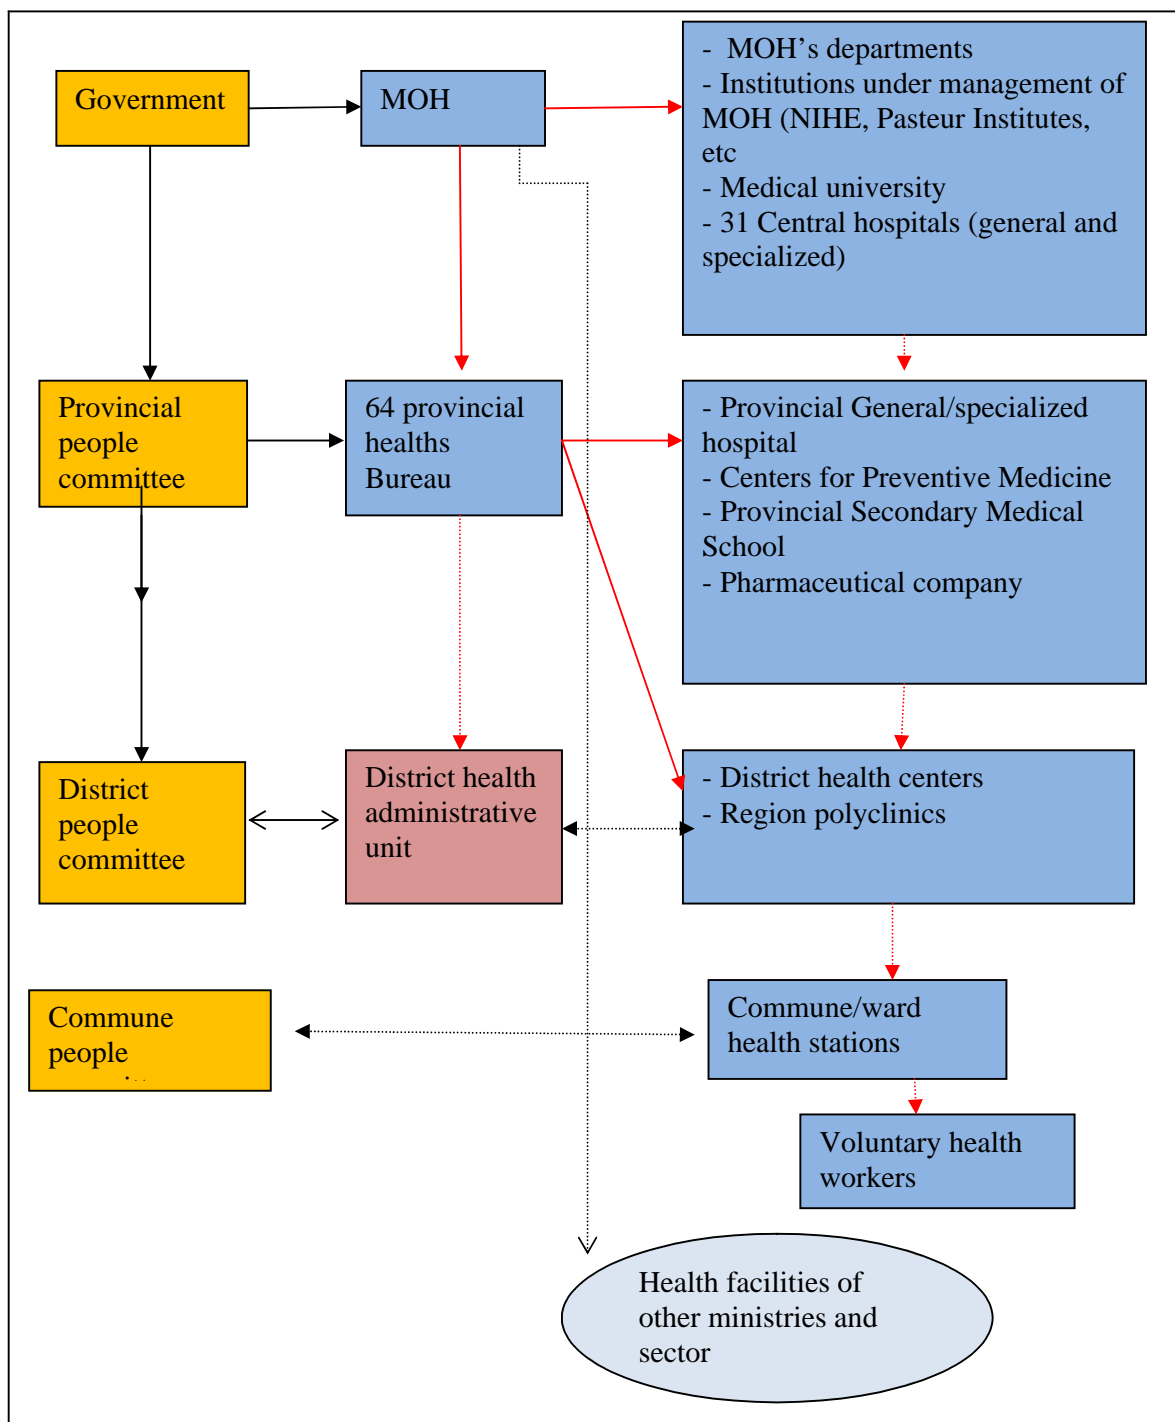 Government
MOH
- MOH's departments
- Institutions under management of
MOH (NIHE, Pasteur Institutes,
etc
- Medical university
- 31 Central hospitals (general and
specialized)
Provincial
people
committee
64 provincial
healths
Bureau
- Provincial General/specialized
hospital
- Centers for Preventive Medicine
- Provincial Secondary Medical
School
- Pharmaceutical company
District
people
committee
District health
administrative
unit
- District health centers
- Region polyclinics
Commune
people
Commune/ward
health stations
Voluntary health
workers
Health facilities of
other ministries and
sector